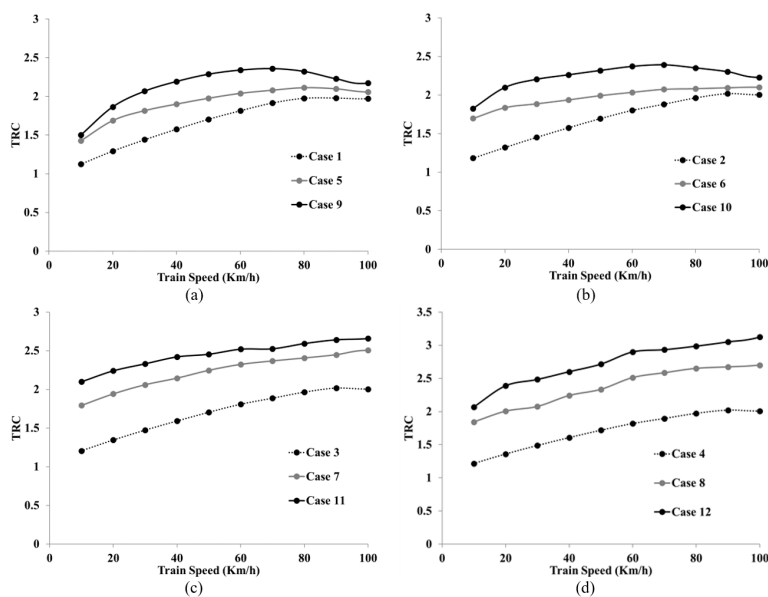 3
2.5
2
1.5
1
0.5
0
TRC
Case 1
Case 5
Case 9
0 20 40 60 80 100
Train Speed (Km/h)
(a)
3
2.5
2
1.5
1
0.5
0
TRC
Case 2
Case 6
Case 10
0 20 40 60 80 100
Train Speed (Km/h)
(b)
3
2.5
2
1.5
1
0.5
0
TRC
Case 3
Case 7
Case 11
0 20 40 60 80 100
Train Speed (Km/h)
(c)
3.5
3
2.5
2
1.5
1
0.5
0
TRC
Case 4
Case 8
Case 12
0 20 40 60 80 100
Train Speed (Km/h)
(d)